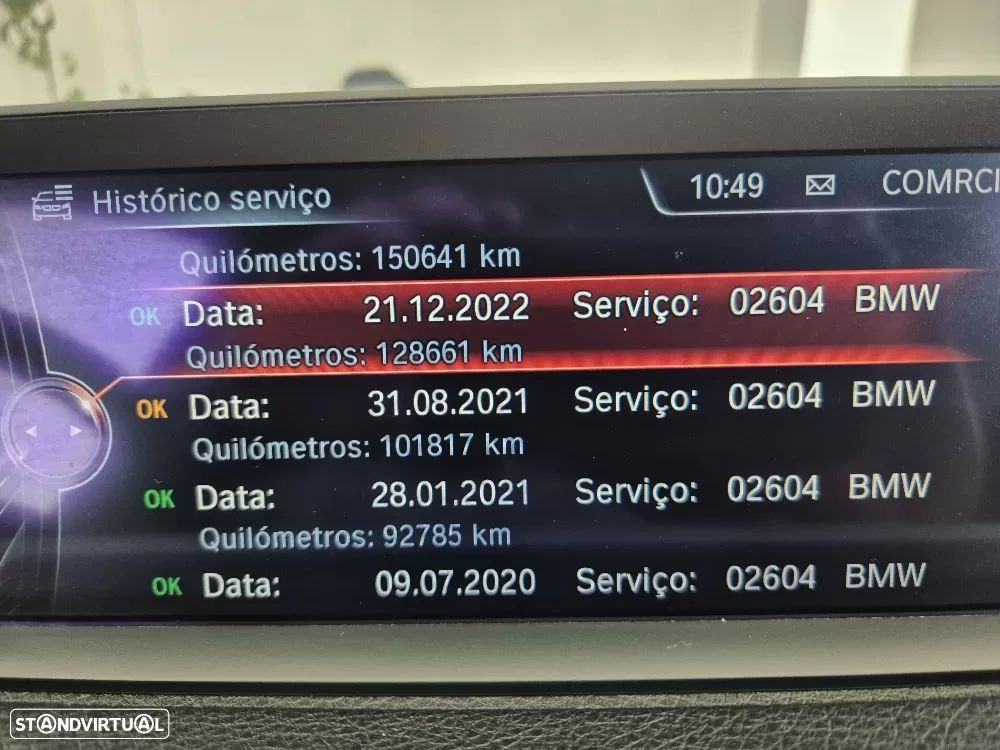 Histórico serviço 10:49 COMRCI
Quilómetros: 150641 km
OK Data: 21.12.2022 Serviço: 02604 BMW
Quilómetros: 128661 km
OK Data: 31.08.2021 Serviço: 02604 BMW
Quilómetros: 101817 km
OK Data: 28.01.2021 Serviço: 02604 BMW
Quilómetros: 92785 km
OK Data: 09.07.2020 Serviço: 02604 BMW
STANDVIRTUAL